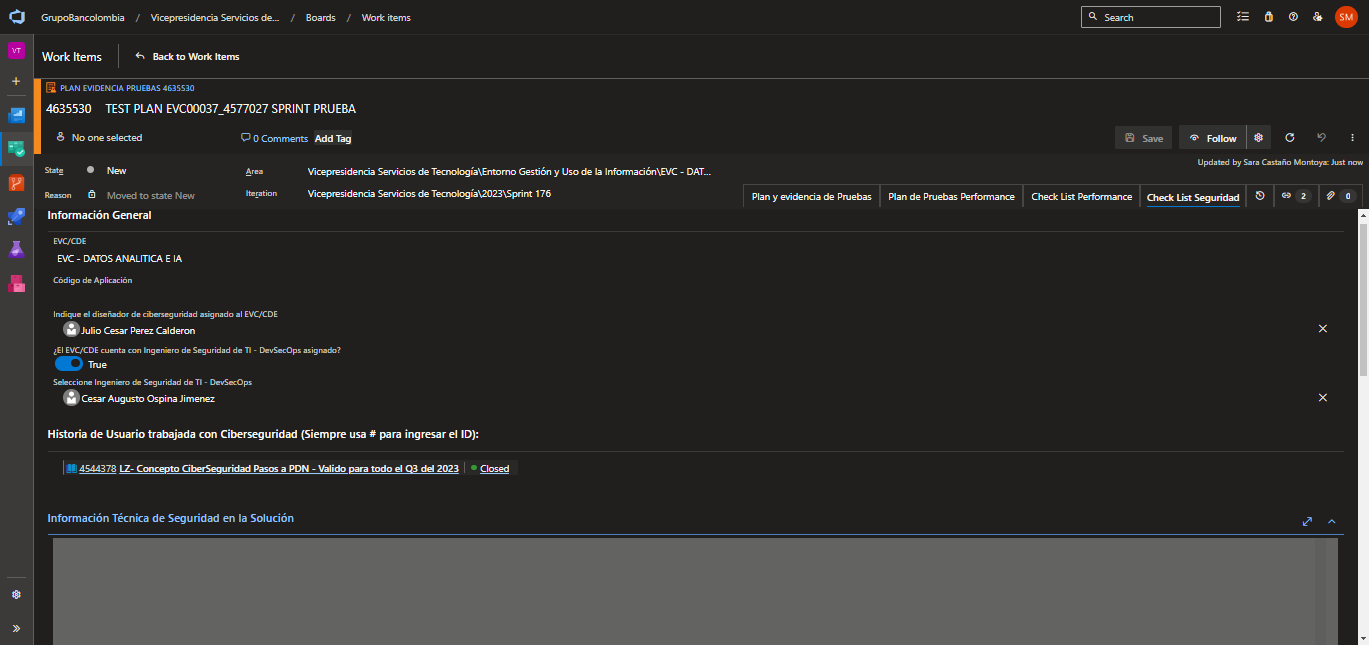 GrupoBancolombia / Vicepresidencia Servicios de... / Boards / Work items
Search
SM
VT
Work Items
Back to Work Items
PLAN EVIDENCIA PRUEBAS 4635530
4635530 TEST PLAN EVC00037_4577027 SPRINT PRUEBA
No one selected
0 Comments
Add Tag
Save
Follow
Updated by Sara Castaño Montoya: Just now
State
New
Area
Vicepresidencia Servicios de Tecnología\Entorno Gestión y Uso de la Información\EVC - DAT...
Reason
Moved to state New
Iteration
Vicepresidencia Servicios de Tecnología\2023\Sprint 176
Plan y evidencia de Pruebas
Plan de Pruebas Performance
Check List Performance
Check List Seguridad
2
0
Información General
EVC/CDE
EVC - DATOS ANALITICA E IA
Código de Aplicación
Indique el diseñador de ciberseguridad asignado al EVC/CDE
Julio Cesar Perez Calderon
¿El EVC/CDE cuenta con Ingeniero de Seguridad de TI - DevSecOps asignado?
True
Seleccione Ingeniero de Seguridad de TI - DevSecOps
Cesar Augusto Ospina Jimenez
Historia de Usuario trabajada con Ciberseguridad (Siempre usa # para ingresar el ID):
4544378 LZ- Concepto CiberSeguridad Pasos a PDN - Valido para todo el Q3 del 2023
Closed
Información Técnica de Seguridad en la Solución